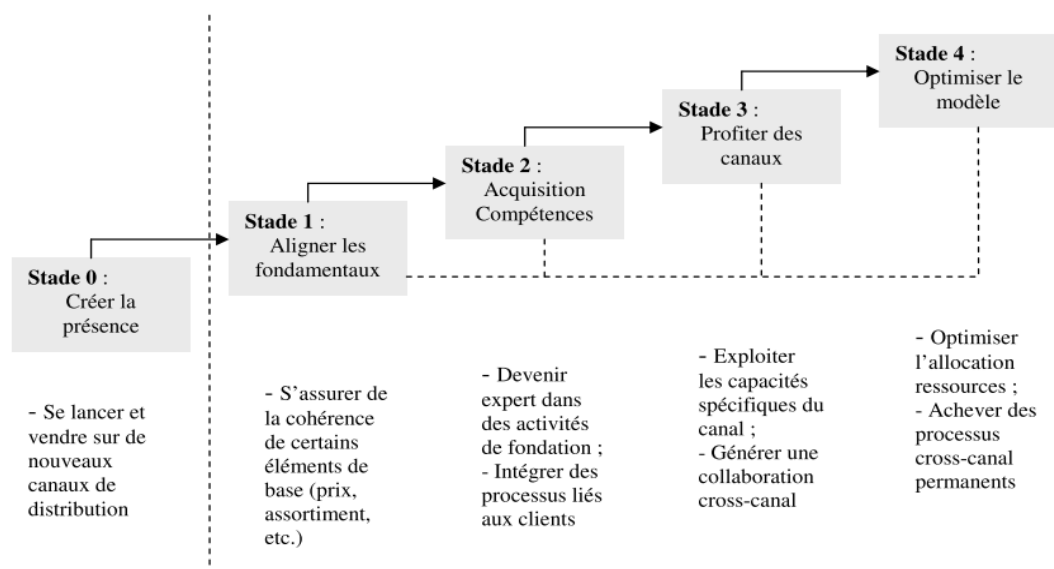 Stade 0 :
Créer la
présence
Stade 1 :
Aligner les
fondamentaux
Stade 2 :
Acquisition
Compétences
Stade 3 :
Profiter des
canaux
Stade 4 :
Optimiser le
modèle
- Se lancer et
vendre sur de
nouveaux
canaux de
distribution
- S’assurer de
la cohérence
de certains
éléments de
base (prix,
assortiment,
etc.)
- Devenir
expert dans
des activités
de fondation ;
- Intégrer des
processus liés
aux clients
- Exploiter
les capacités
spécifiques du
canal ;
- Générer une
collaboration
cross-canal
- Optimiser
l’allocation
ressources ;
- Achever des
processus
cross-canal
permanents